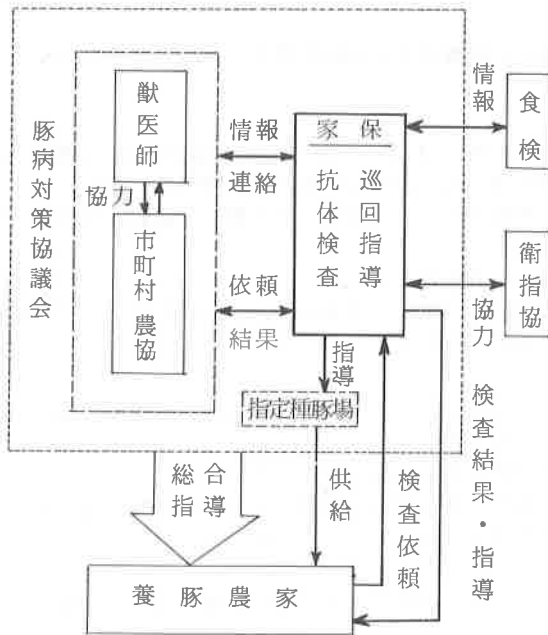 豚病対策協議会
獣医師
協力
市町村
農協
情報
連絡
依頼
結果
家保
巡回指導
抗体検査
情報
食検
衛指協
協力
指導
指定種豚場
供給
検査依頼
検査結果・指導
総合
指導
養豚農家